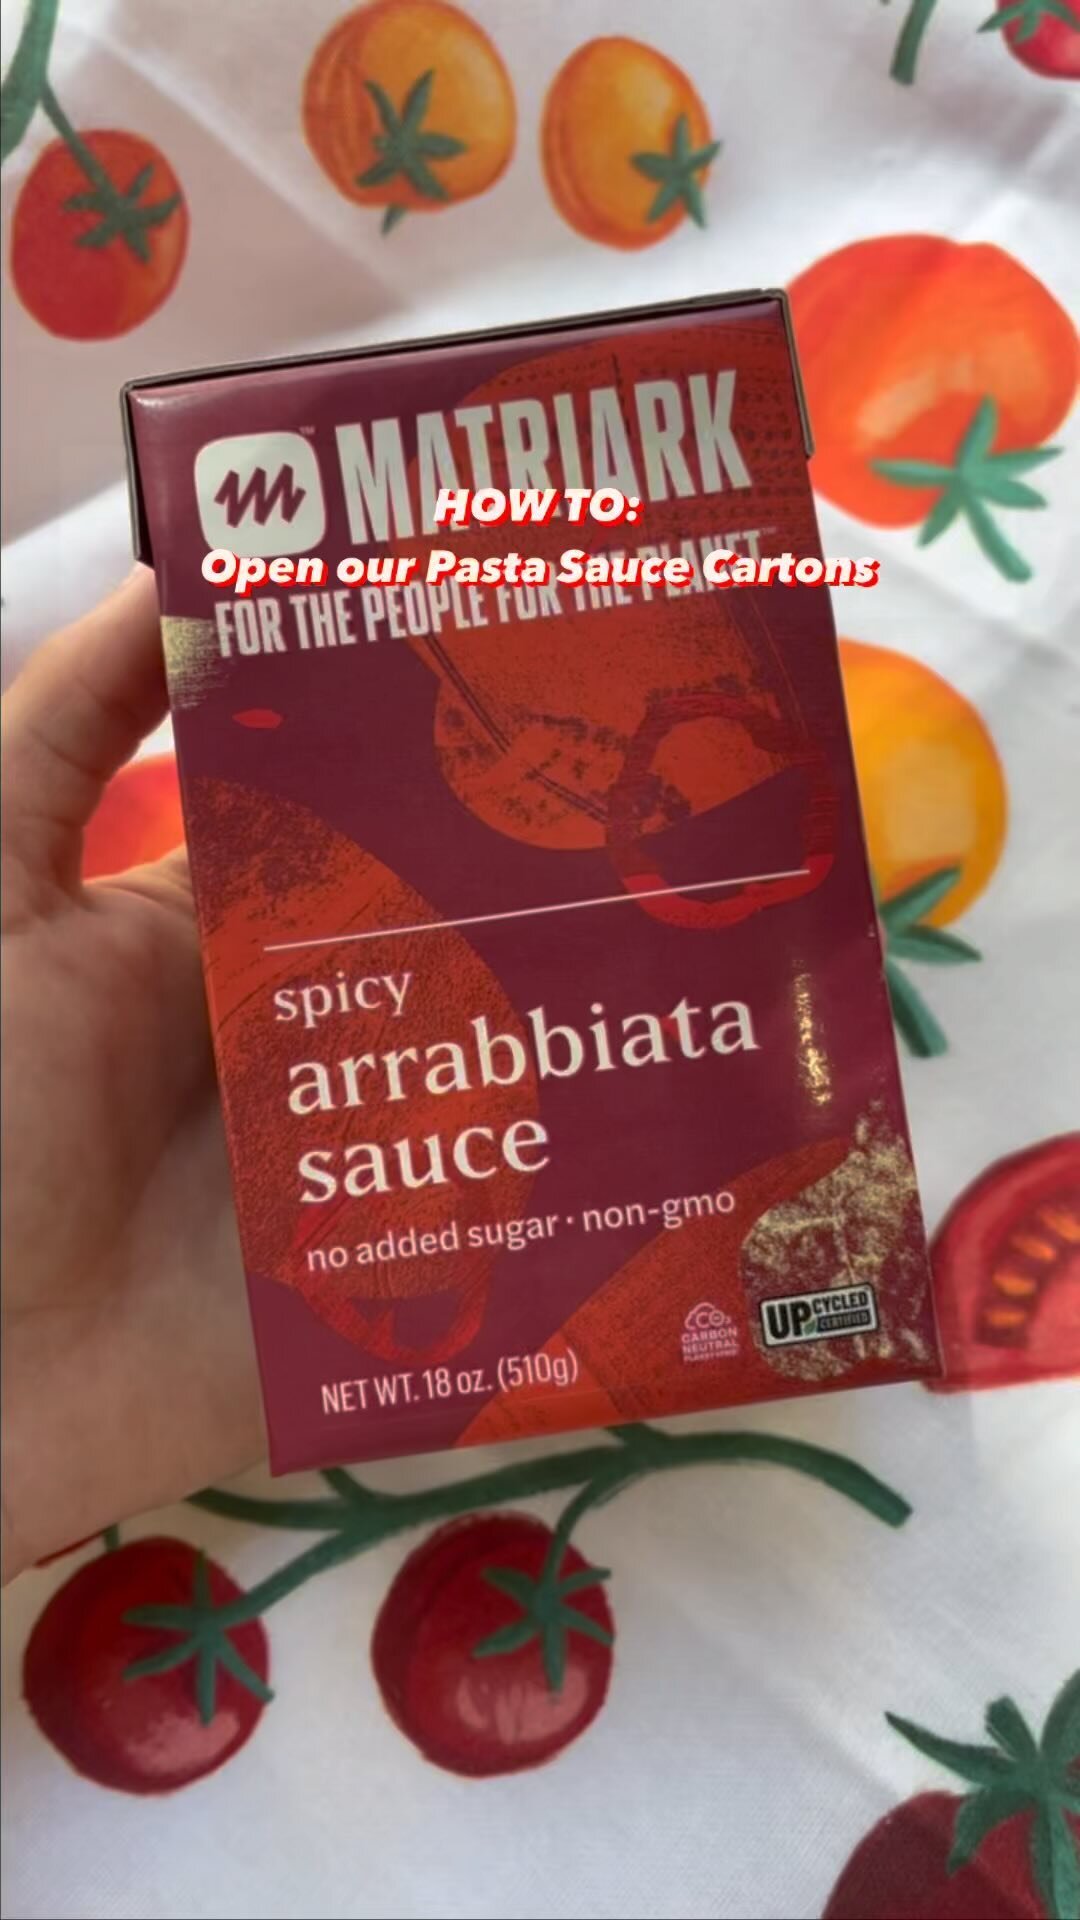 MATRIARK
HOW TO:
Open our Pasta Sauce Cartons
FOR THE PEOPLE FOR THE PLANET™
spicy
arrabbiata
sauce
no added sugar · non-gmo
UPCYCLED
CERTIFIED
CARBON
NEUTRAL
NET WT. 18 oz. (510g)